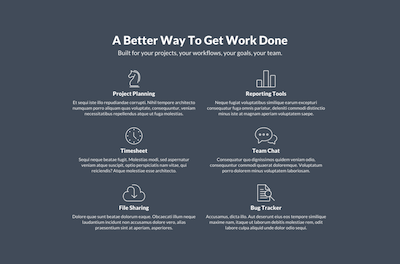 A Better Way To Get Work Done
Built for your projects, your workflows, your goals, your team.
Project Planning
Et sequi iste illo repudiandae corrupti. Nihil tempore architecto
numquam porro aliquam quos voluptate, consequuntur, veniam
necessitatibus repellendus atque ut fuga molestias.
Reporting Tools
Neque fugiat voluptatibus similique earum excepturi
consequatur fuga omnis pariatur, deleniti commodi distinctio
minus iste at magnam aperiam voluptatem saepe.
Timesheet
Sequi neque beatae fugit. Molestias modi, sed aspernatur
veniam atque suscipit, optio perspiciatis nam vitae, qui
reiciendis? Atque molestiae esse architecto.
Team Chat
Consequatur quo dignissimos quidem veniam odio,
consequuntur commodi quaerat doloremque. Voluptatum
porro dolorem minus voluptatem laboriosam.
File Sharing
Dolore quae sunt beatae dolorum eaque. Obcaecati illum neque
laudantium incidunt non accusamus dolore vero, alias
praesentium sint at aperiam, asperiores.
Bug Tracker
Accusamus, dicta illo. Aut deserunt eius eos tempore similique
maxime nam, itaque ut laborum debitis molestiae rem. odit
labore culpa aliquid unde dolor odio sequi.